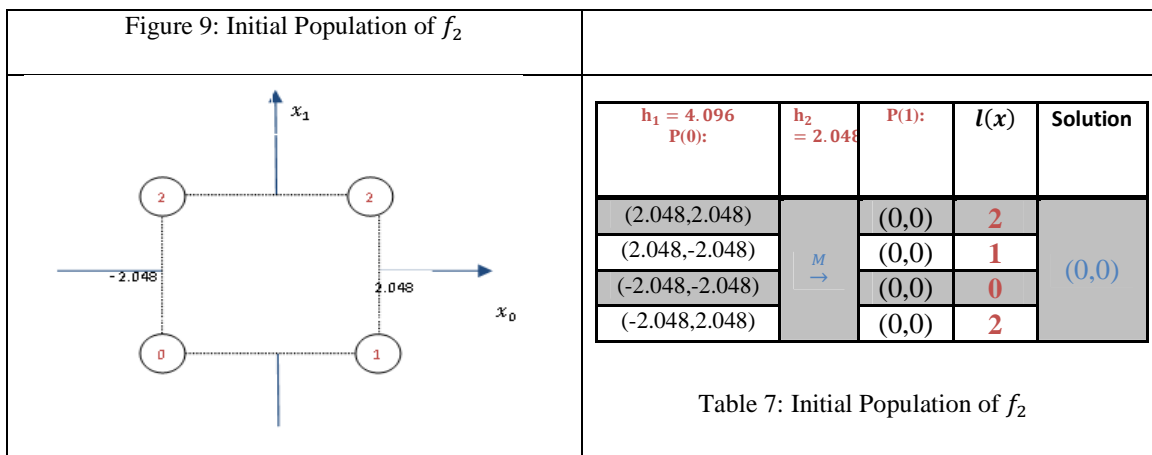 Figure 9: Initial Population of f₂
x₁
2
2
-2.048
2.048
x₀
0
1
h₁ = 4.096 h₂ P(1): l(x) Solution
P(0): = 2.048
(2.048,2.048) (0,0) 2
(2.048,-2.048) (0,0) 1
M
→
(0,0)
(-2.048,-2.048) (0,0) 0
(-2.048,2.048) (0,0) 2
Table 7: Initial Population of f₂